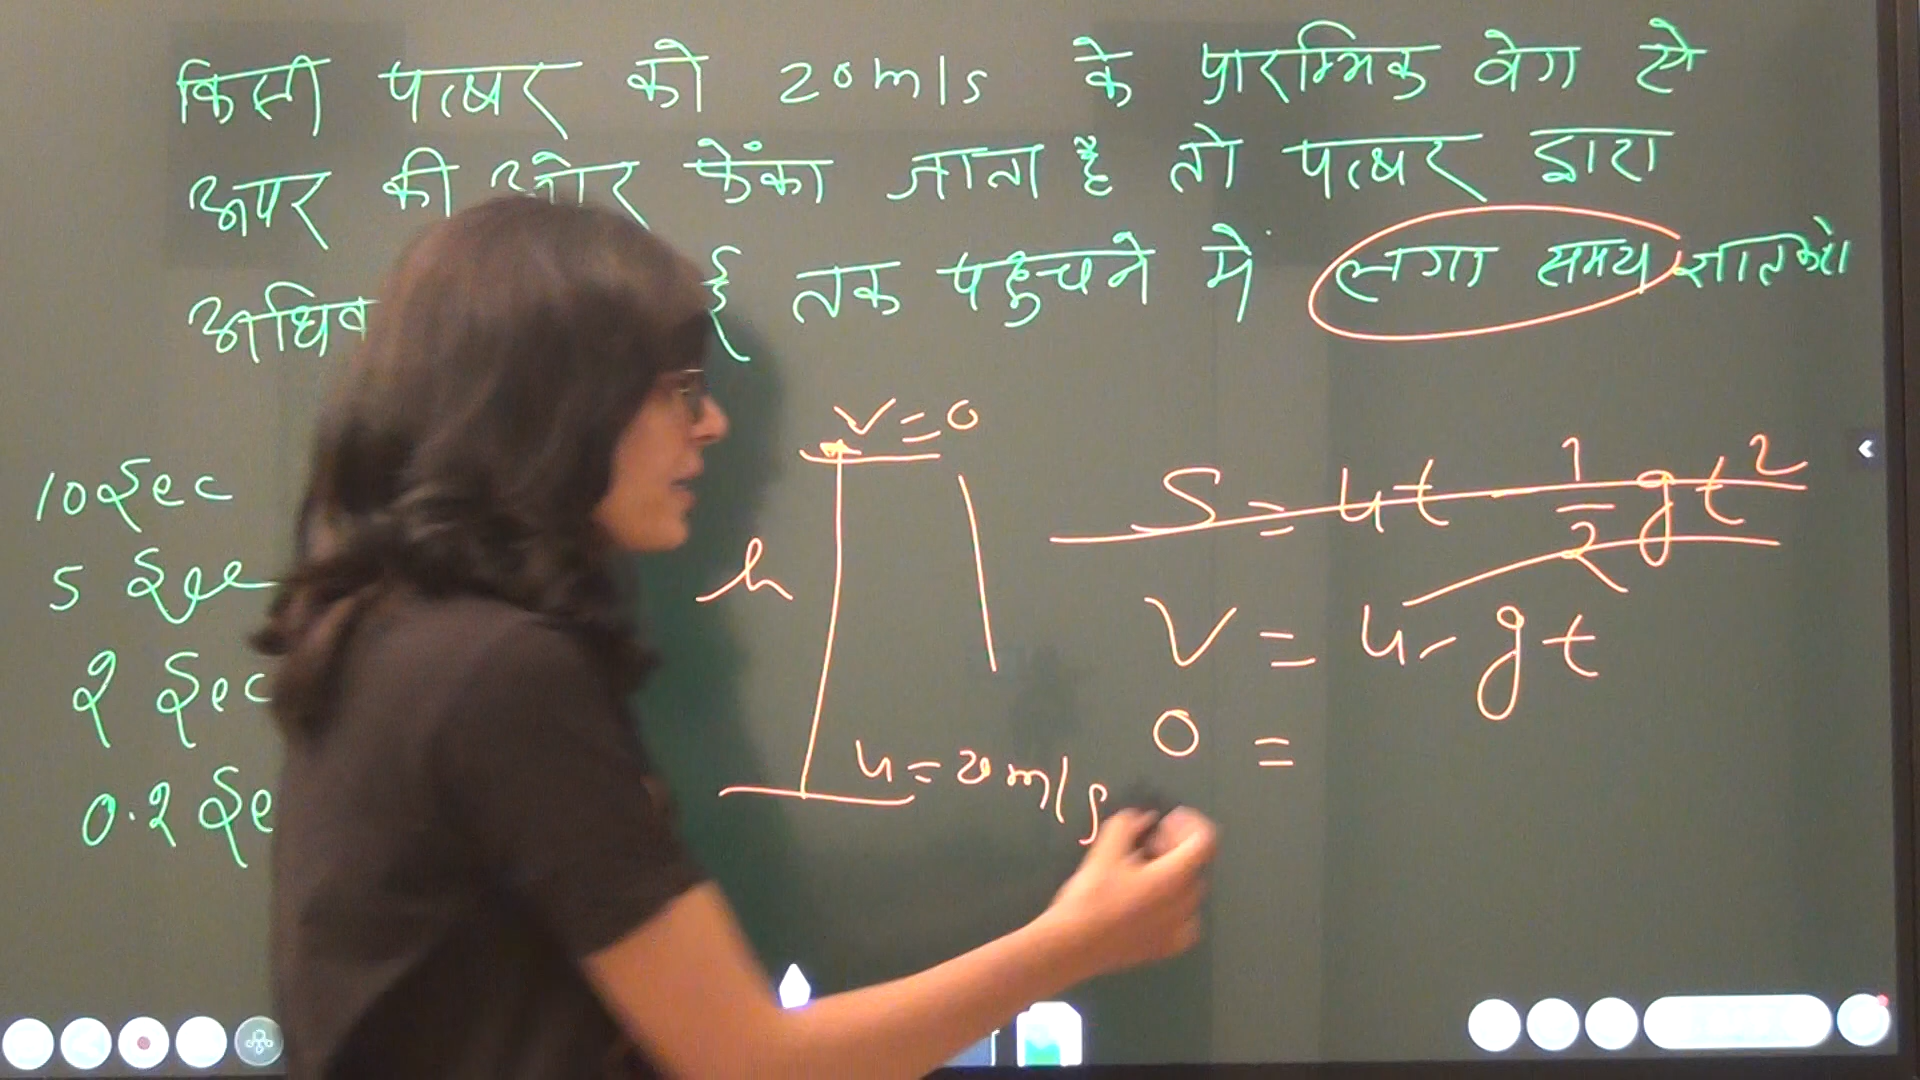 किसी पत्थर को 20m/s के प्रारम्भिक वेग से
ऊपर की ओर फेंका जाता है तो पत्थर द्वारा
तक पहुचने में लगा समय ज्ञात करो
10 Sec
5 Sec
2 Sec
0.2 Se
v=0
h
u=20m/s
S = ut - 1/2 gt²
V = u - gt
0 =